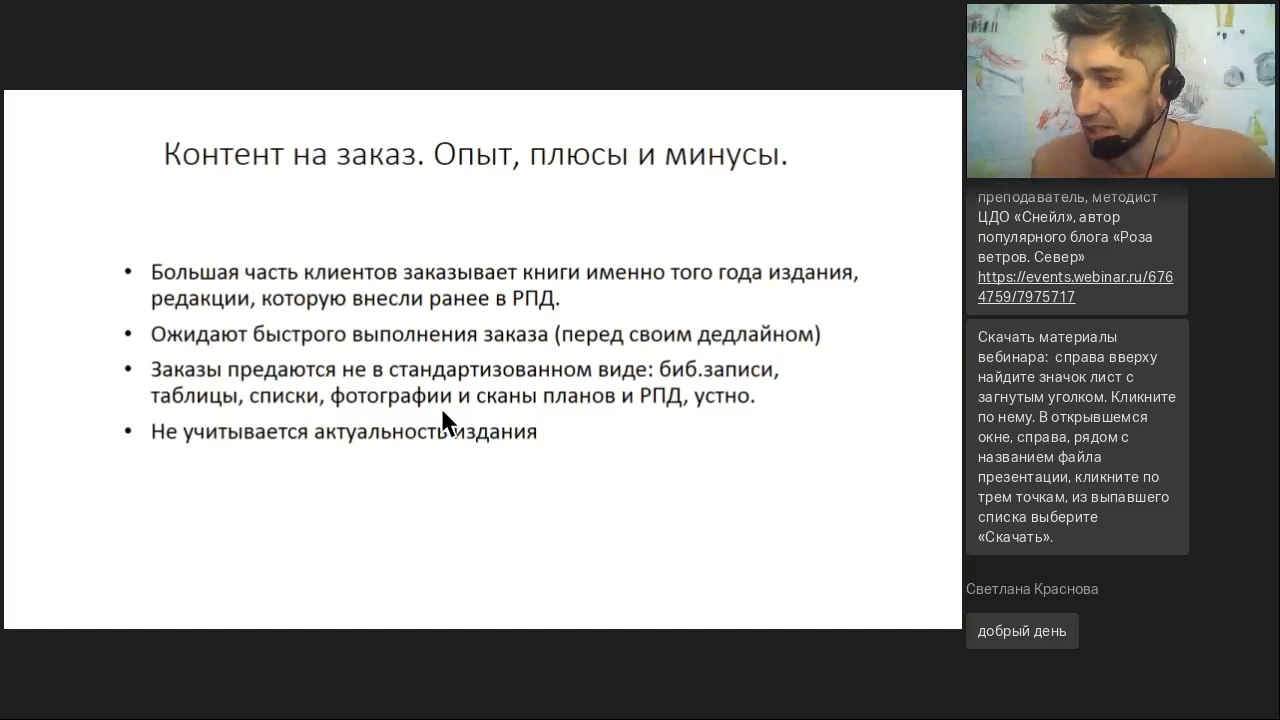 Контент на заказ. Опыт, плюсы и минусы.
• Большая часть клиентов заказывает книги именно того года издания,
редакции, которую внесли ранее в РПД.
• Ожидают быстрого выполнения заказа (перед своим дедлайном)
• Заказы предаются не в стандартизованном виде: биб.записи,
таблицы, списки, фотографии и сканы планов и РПД, устно.
• Не учитывается актуальность издания
преподаватель, методист
ЦДО «Снейл», автор
популярного блога «Роза
ветров. Север»
https://events.webinar.ru/676
4759/7975717
Скачать материалы
вебинара: справа вверху
найдите значок лист с
загнутым уголком. Кликните
по нему. В открывшемся
окне, справа, рядом с
названием файла
презентации, кликните по
трем точкам, из выпавшего
списка выберите
«Скачать».
Светлана Краснова
добрый день